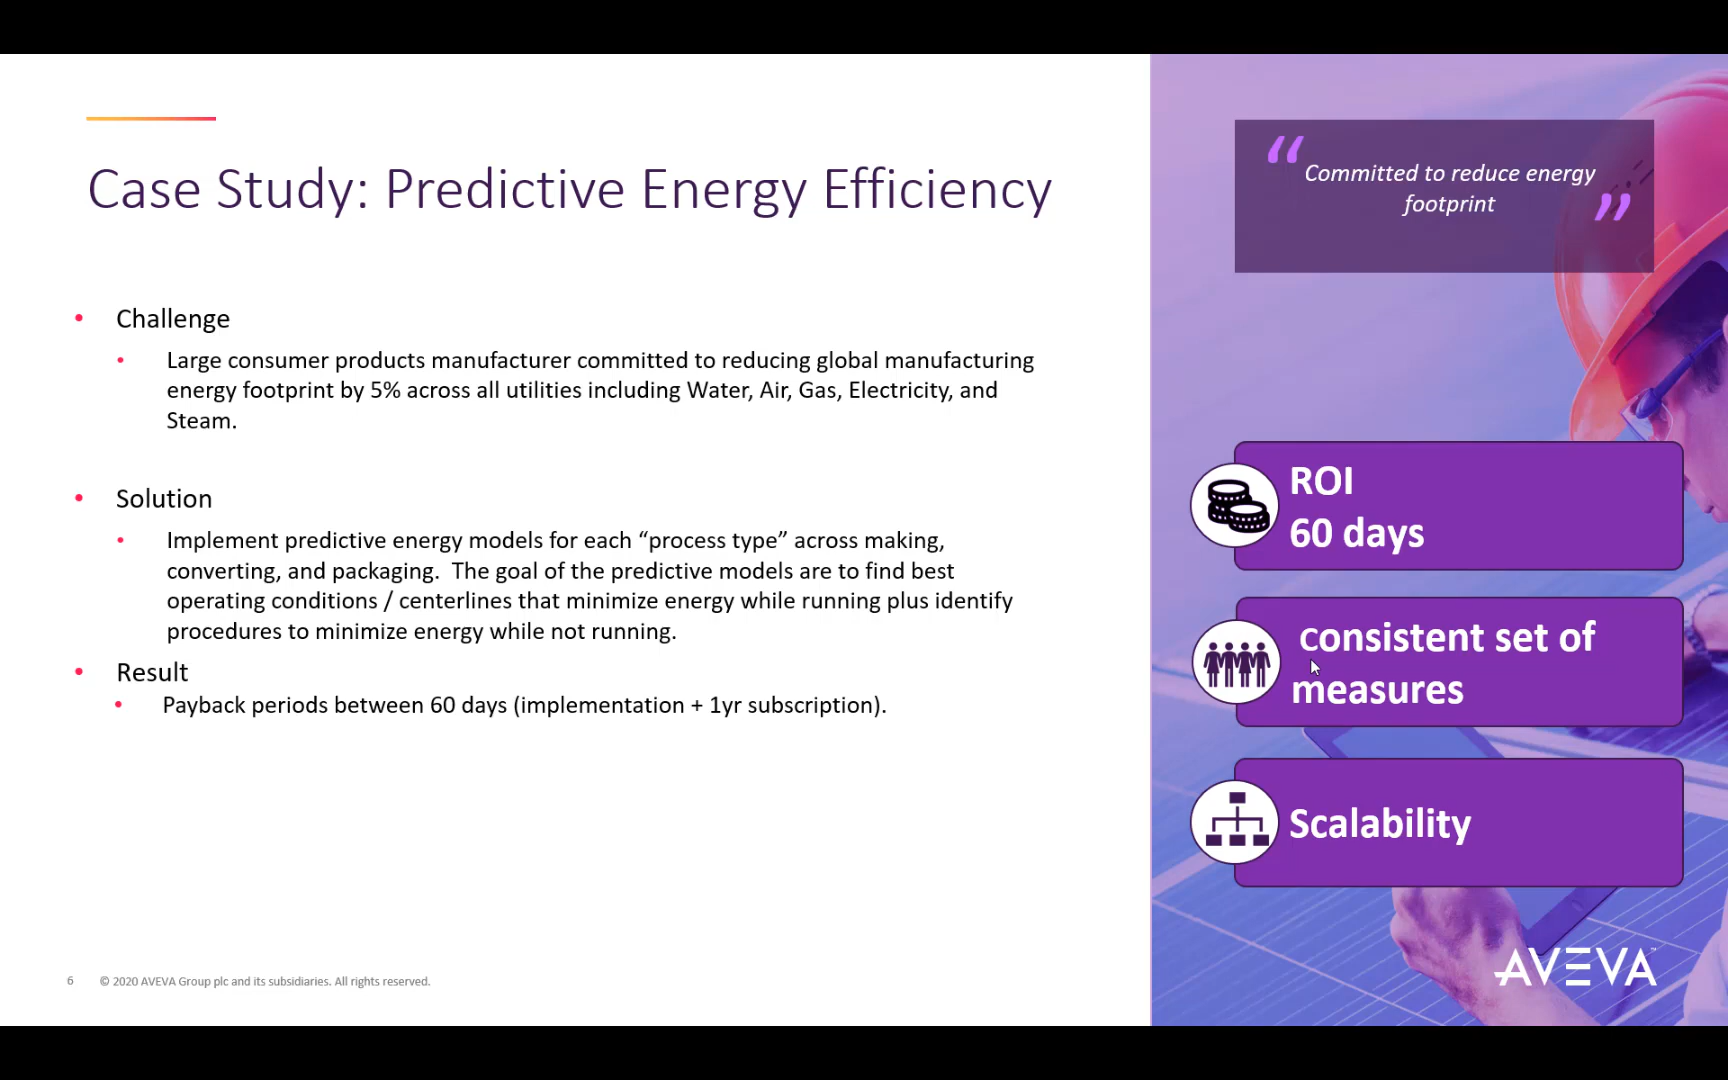 Case Study: Predictive Energy Efficiency
• Challenge
• Large consumer products manufacturer committed to reducing global manufacturing
energy footprint by 5% across all utilities including Water, Air, Gas, Electricity, and
Steam.
• Solution
• Implement predictive energy models for each “process type” across making,
converting, and packaging.  The goal of the predictive models are to find best
operating conditions / centerlines that minimize energy while running plus identify
procedures to minimize energy while not running.
• Result
• Payback periods between 60 days (implementation + 1yr subscription).
“Committed to reduce energy
footprint”
ROI
60 days
consistent set of
measures
Scalability
6 © 2020 AVEVA Group plc and its subsidiaries. All rights reserved.
AVEVA™